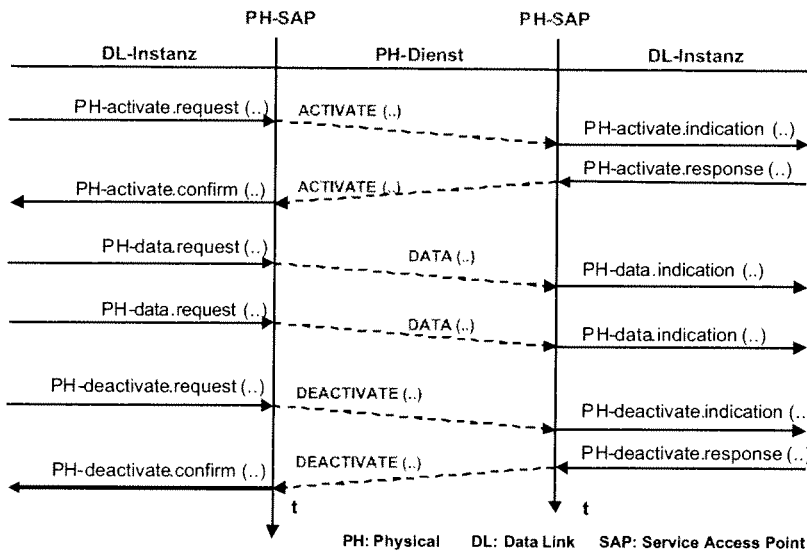 PH-SAP PH-SAP
DL-Instanz PH-Dienst DL-Instanz
PH-activate.request (..) ACTIVATE (..)
PH-activate.indication (..)
PH-activate.response (..)
PH-activate.confirm (..) ACTIVATE (..)
PH-data.request (..) DATA (..)
PH-data.indication (..)
PH-data.request (..) DATA (..)
PH-data.indication (..)
PH-deactivate.request (..) DEACTIVATE (..)
PH-deactivate.indication (..
PH-deactivate.response (..)
PH-deactivate.confirm (..) DEACTIVATE (..)
t t
PH: Physical DL: Data Link SAP: Service Access Point